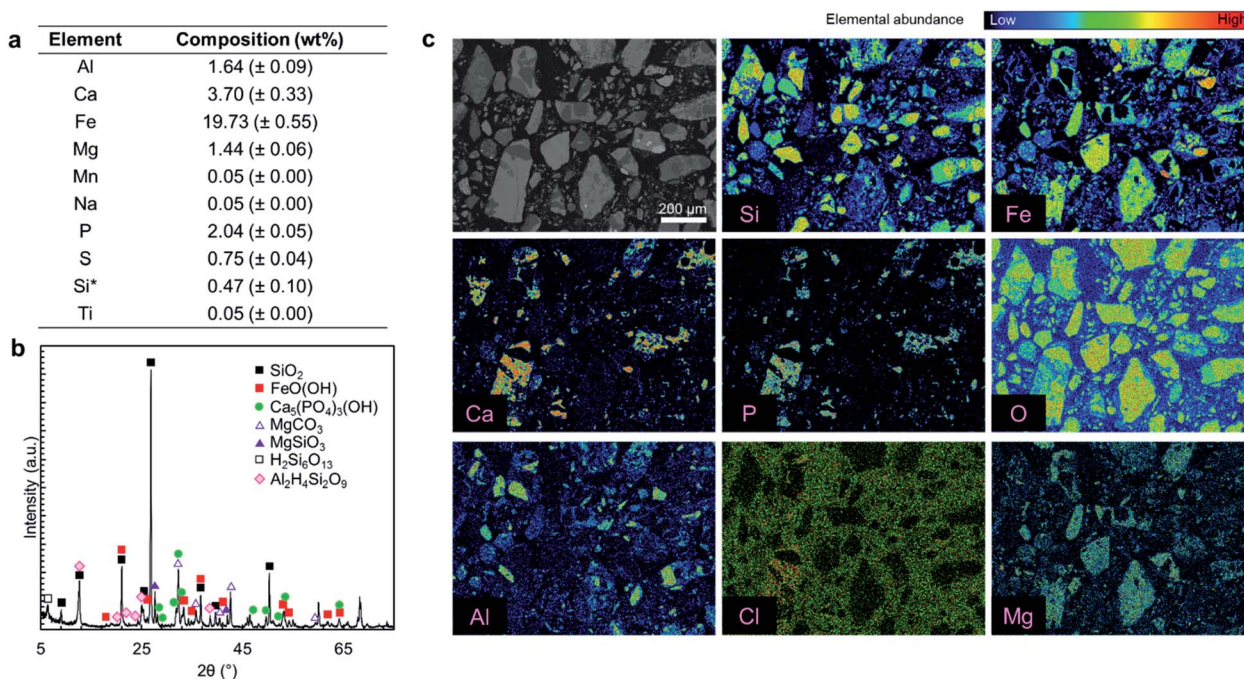 a
Element Composition (wt%)
Al 1.64 (± 0.09)
Ca 3.70 (± 0.33)
Fe 19.73 (± 0.55)
Mg 1.44 (± 0.06)
Mn 0.05 (± 0.00)
Na 0.05 (± 0.00)
P 2.04 (± 0.05)
S 0.75 (± 0.04)
Si* 0.47 (± 0.10)
Ti 0.05 (± 0.00)
b
SiO2
FeO(OH)
Ca5(PO4)3(OH)
MgCO3
MgSiO3
H2Si6O13
Al2H4Si2O9
Intensity (a.u.)
5 25 45 65
2θ (°)
Elemental abundance Low High
c
200 µm
Si
Fe
Ca
P
O
Al
Cl
Mg